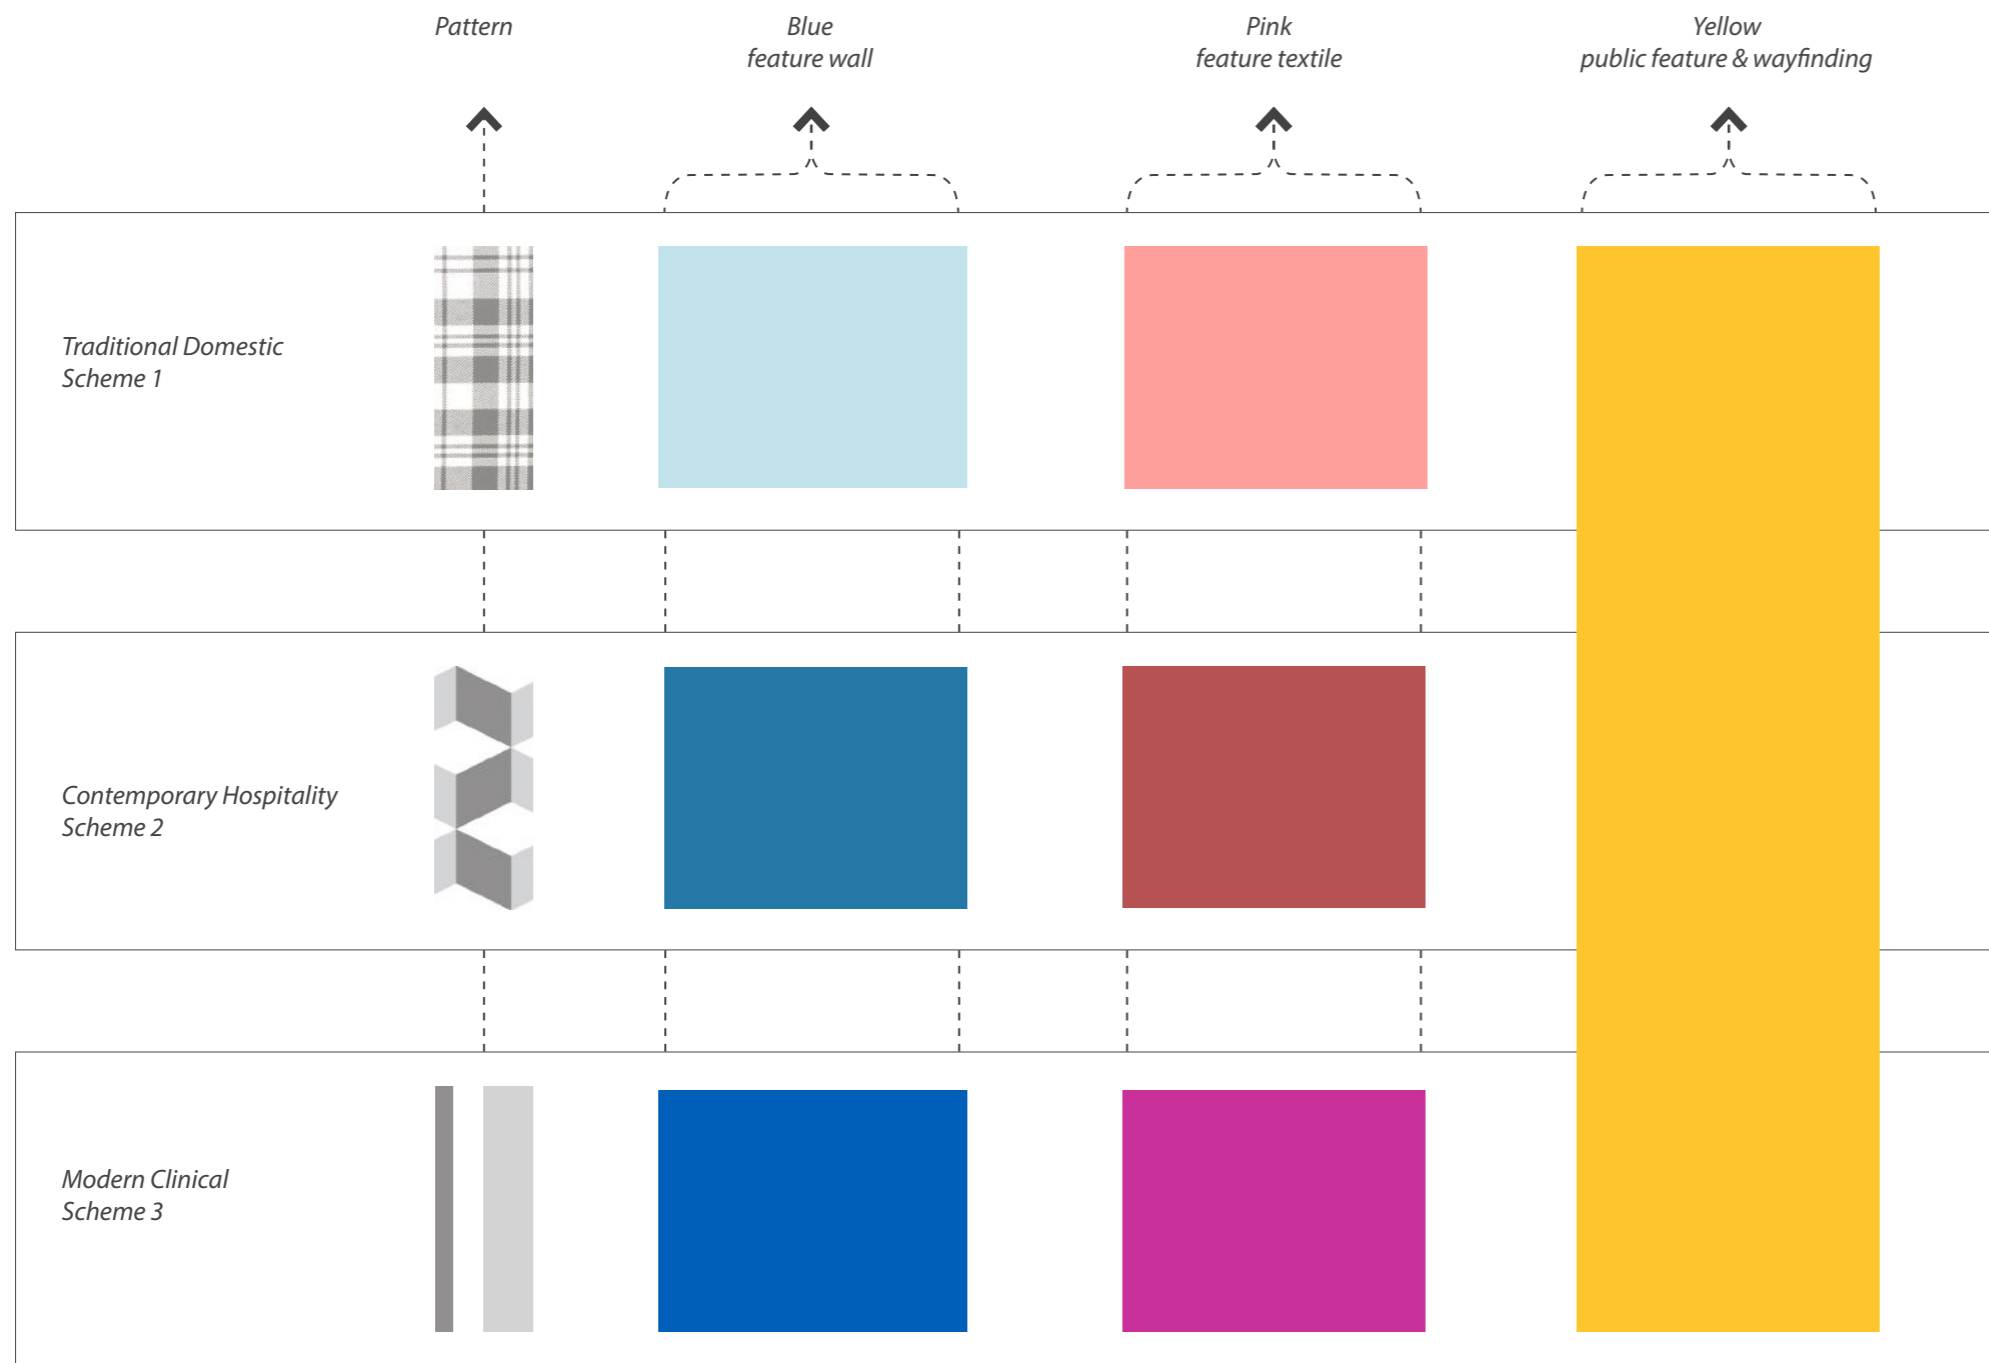 Pattern
Blue
feature wall
Pink
feature textile
Yellow
public feature & wayfinding
Traditional Domestic
Scheme 1
Contemporary Hospitality
Scheme 2
Modern Clinical
Scheme 3